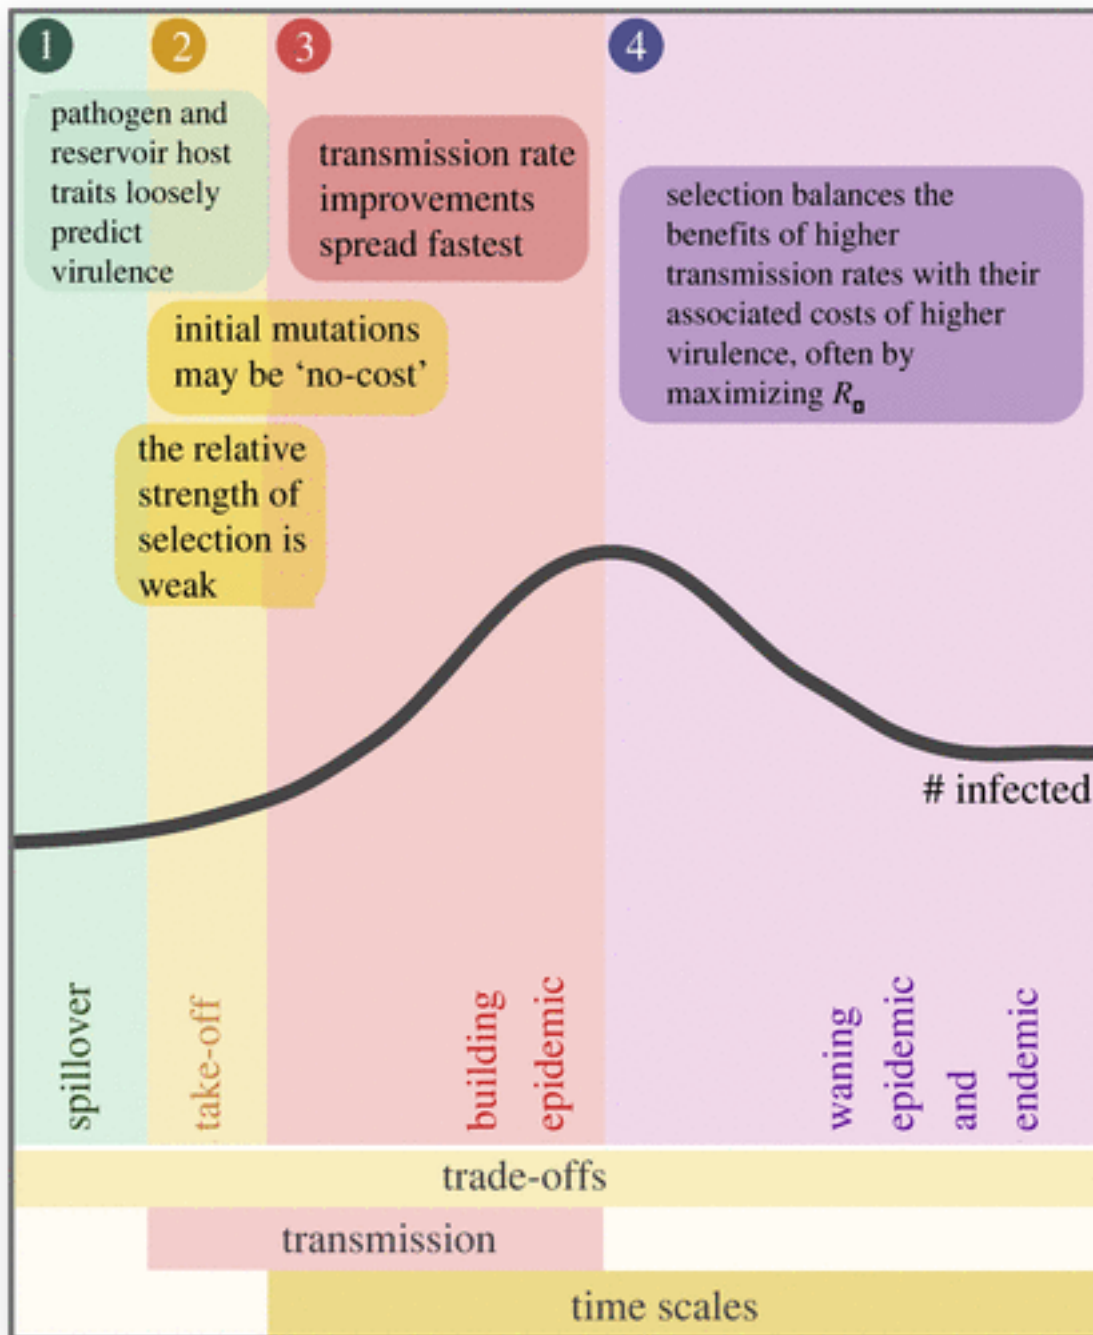 1
2
3
4
pathogen and
reservoir host
traits loosely
predict
virulence
initial mutations
may be ‘no-cost’
the relative
strength of
selection is
weak
transmission rate
improvements
spread fastest
selection balances the
benefits of higher
transmission rates with their
associated costs of higher
virulence, often by
maximizing R₀
# infected
spillover
take-off
building
epidemic
waning
epidemic
and
endemic
trade-offs
transmission
time scales